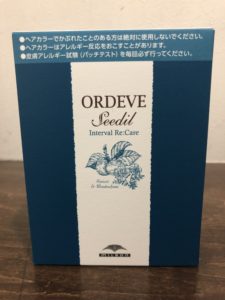 ●ヘアカラーでかぶれたことのある方は絶対に使用しないでください。
●ヘアカラーはアレルギー反応をおこすことがあります。
●皮膚アレルギー試験(パッチテスト)を毎回必ず行ってください。
ORDEVE
Seedil
Interval Re:Care
MILBON